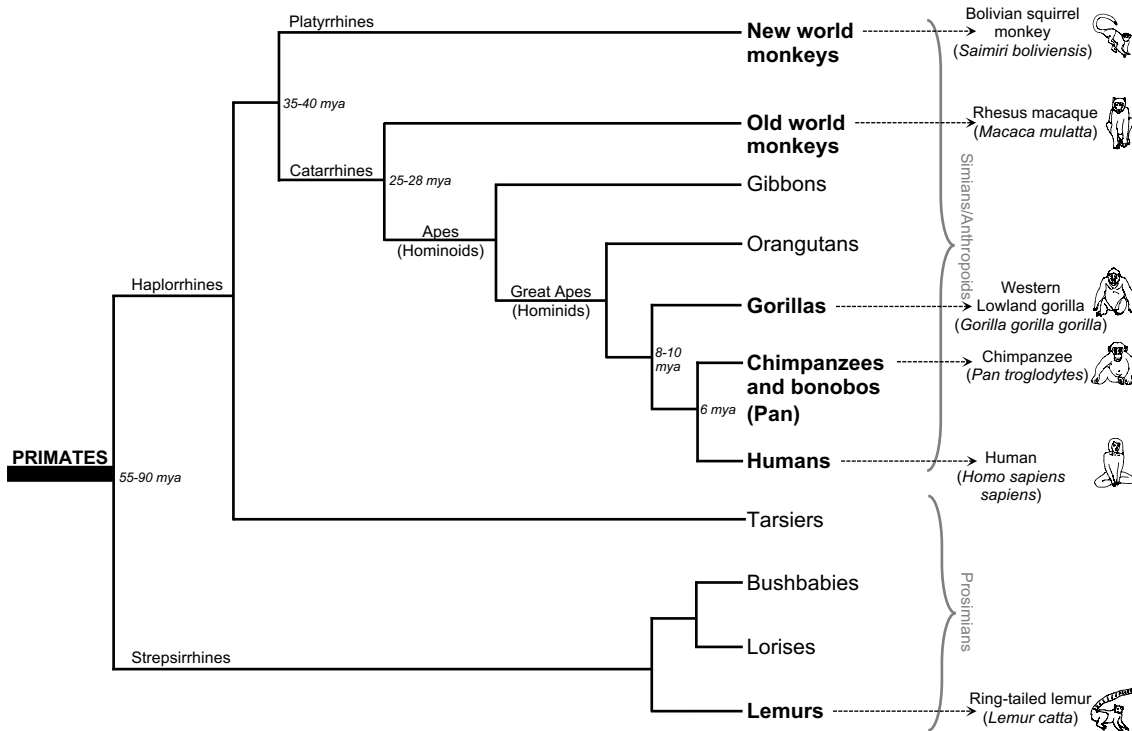 Platyrrhines
New world
monkeys
Bolivian squirrel
monkey
(Saimiri boliviensis)
35-40 mya
Catarrhines
Old world
monkeys
Rhesus macaque
(Macaca mulatta)
25-28 mya
Gibbons
Apes
(Hominoids)
Orangutans
Simians/Anthropoids
Great Apes
(Hominids)
Gorillas
Western
Lowland gorilla
(Gorilla gorilla gorilla)
Haplorrhines
8-10
mya
Chimpanzees
and bonobos
(Pan)
Chimpanzee
(Pan troglodytes)
6 mya
Humans
Human
(Homo sapiens
sapiens)
PRIMATES
55-90 mya
Tarsiers
Bushbabies
Prosimians
Lorises
Strepsirrhines
Lemurs
Ring-tailed lemur
(Lemur catta)